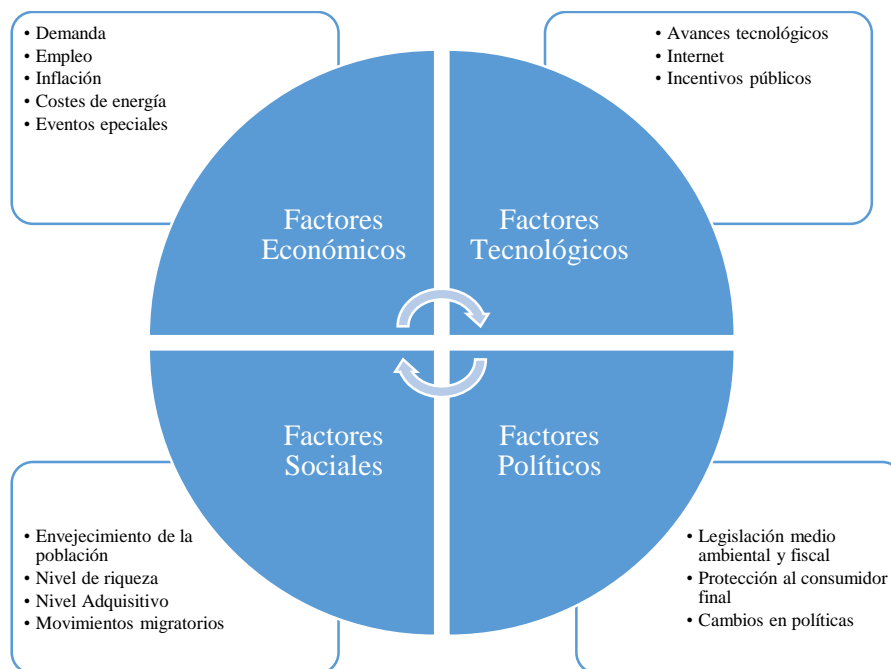 • Demanda
• Empleo
• Inflación
• Costes de energía
• Eventos epeciales
• Avances tecnológicos
• Internet
• Incentivos públicos
Factores
Económicos
Factores
Tecnológicos
Factores
Sociales
Factores
Políticos
• Envejecimiento de la
población
• Nivel de riqueza
• Nivel Adquisitivo
• Movimientos migratorios
• Legislación medio
ambiental y fiscal
• Protección al consumidor
final
• Cambios en políticas